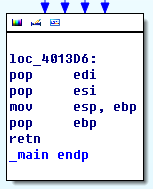 loc_4013D6:
pop     edi
pop     esi
mov     esp, ebp
pop     ebp
retn
_main endp